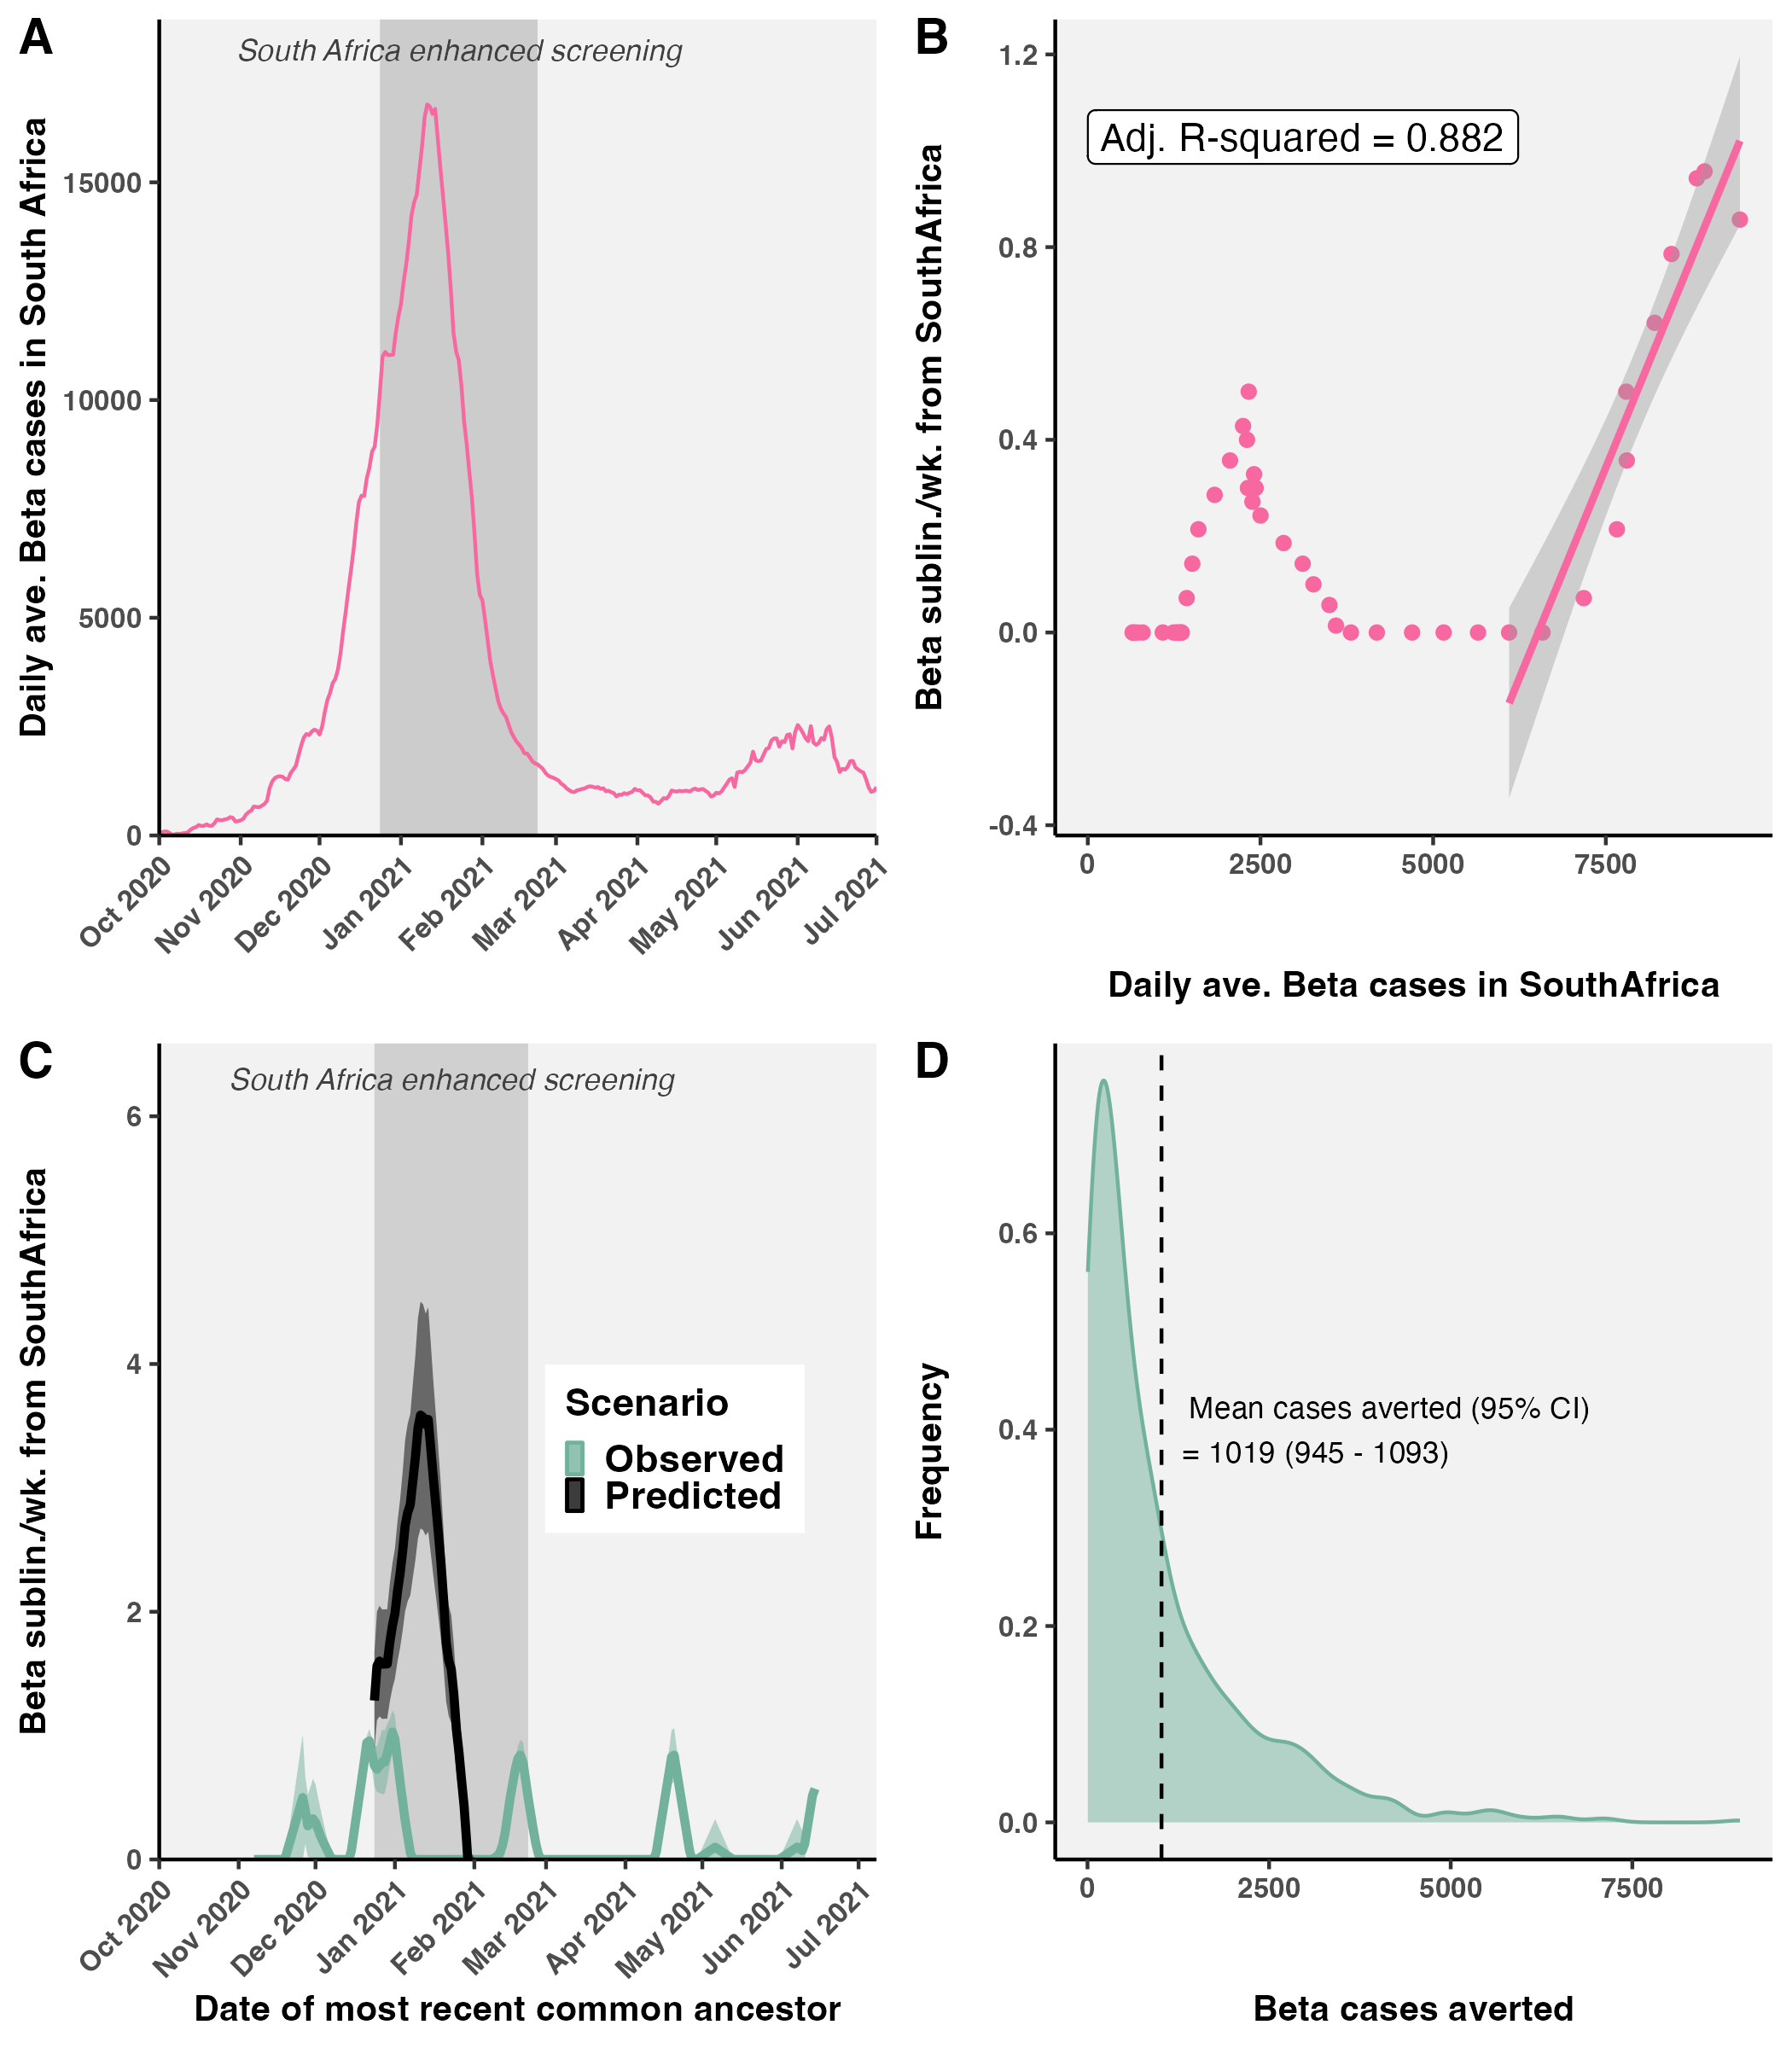 A
South Africa enhanced screening
Daily ave. Beta cases in South Africa
15000
10000
5000
0
Oct 2020
Nov 2020
Dec 2020
Jan 2021
Feb 2021
Mar 2021
Apr 2021
May 2021
Jun 2021
Jul 2021
B
Adj. R-squared = 0.882
Beta sublin./wk. from SouthAfrica
1.2
0.8
0.4
0.0
-0.4
0
2500
5000
7500
Daily ave. Beta cases in SouthAfrica
C
South Africa enhanced screening
Beta sublin./wk. from SouthAfrica
6
4
2
0
Scenario
Observed
Predicted
Oct 2020
Nov 2020
Dec 2020
Jan 2021
Feb 2021
Mar 2021
Apr 2021
May 2021
Jun 2021
Jul 2021
Date of most recent common ancestor
D
Frequency
0.6
0.4
0.2
0.0
Mean cases averted (95% CI)
= 1019 (945 - 1093)
0
2500
5000
7500
Beta cases averted